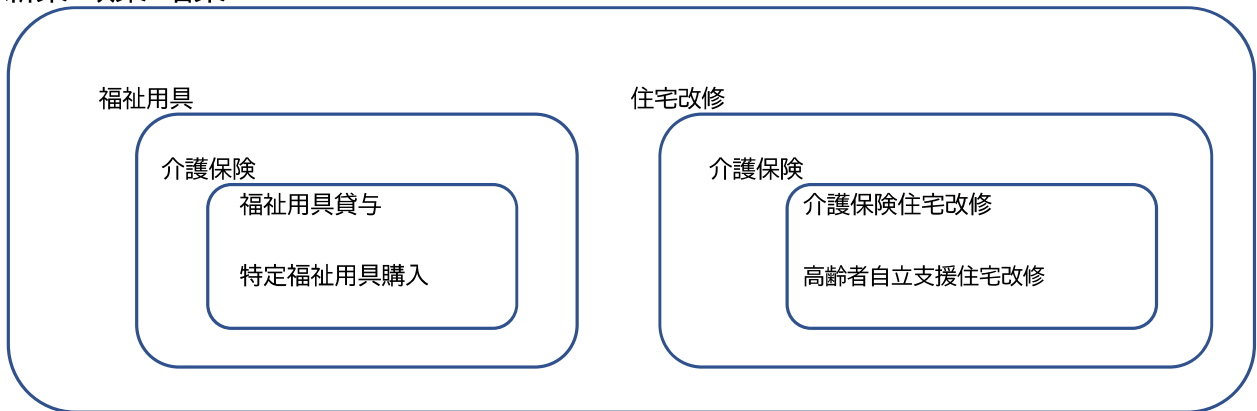 福祉用具
住宅改修
介護保険
介護保険
福祉用具貸与
介護保険住宅改修
特定福祉用具購入
高齢者自立支援住宅改修